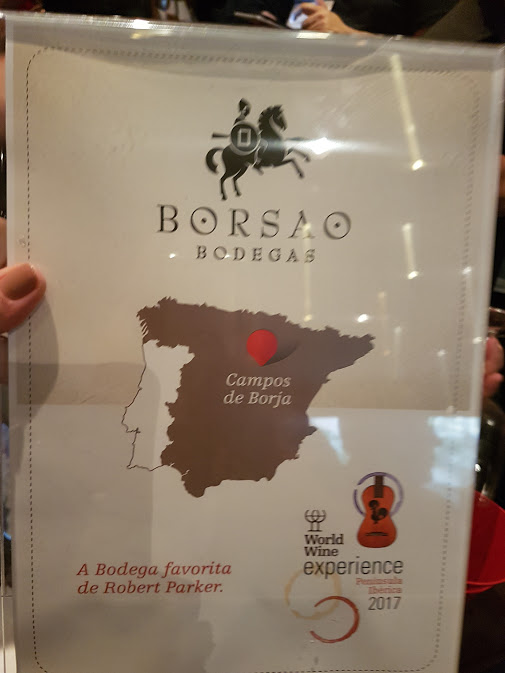 BORSAO
BODEGAS
Campos
de Borja
A Bodega favorita
de Robert Parker.
World
Wine
experience
Península
Ibérica
2017